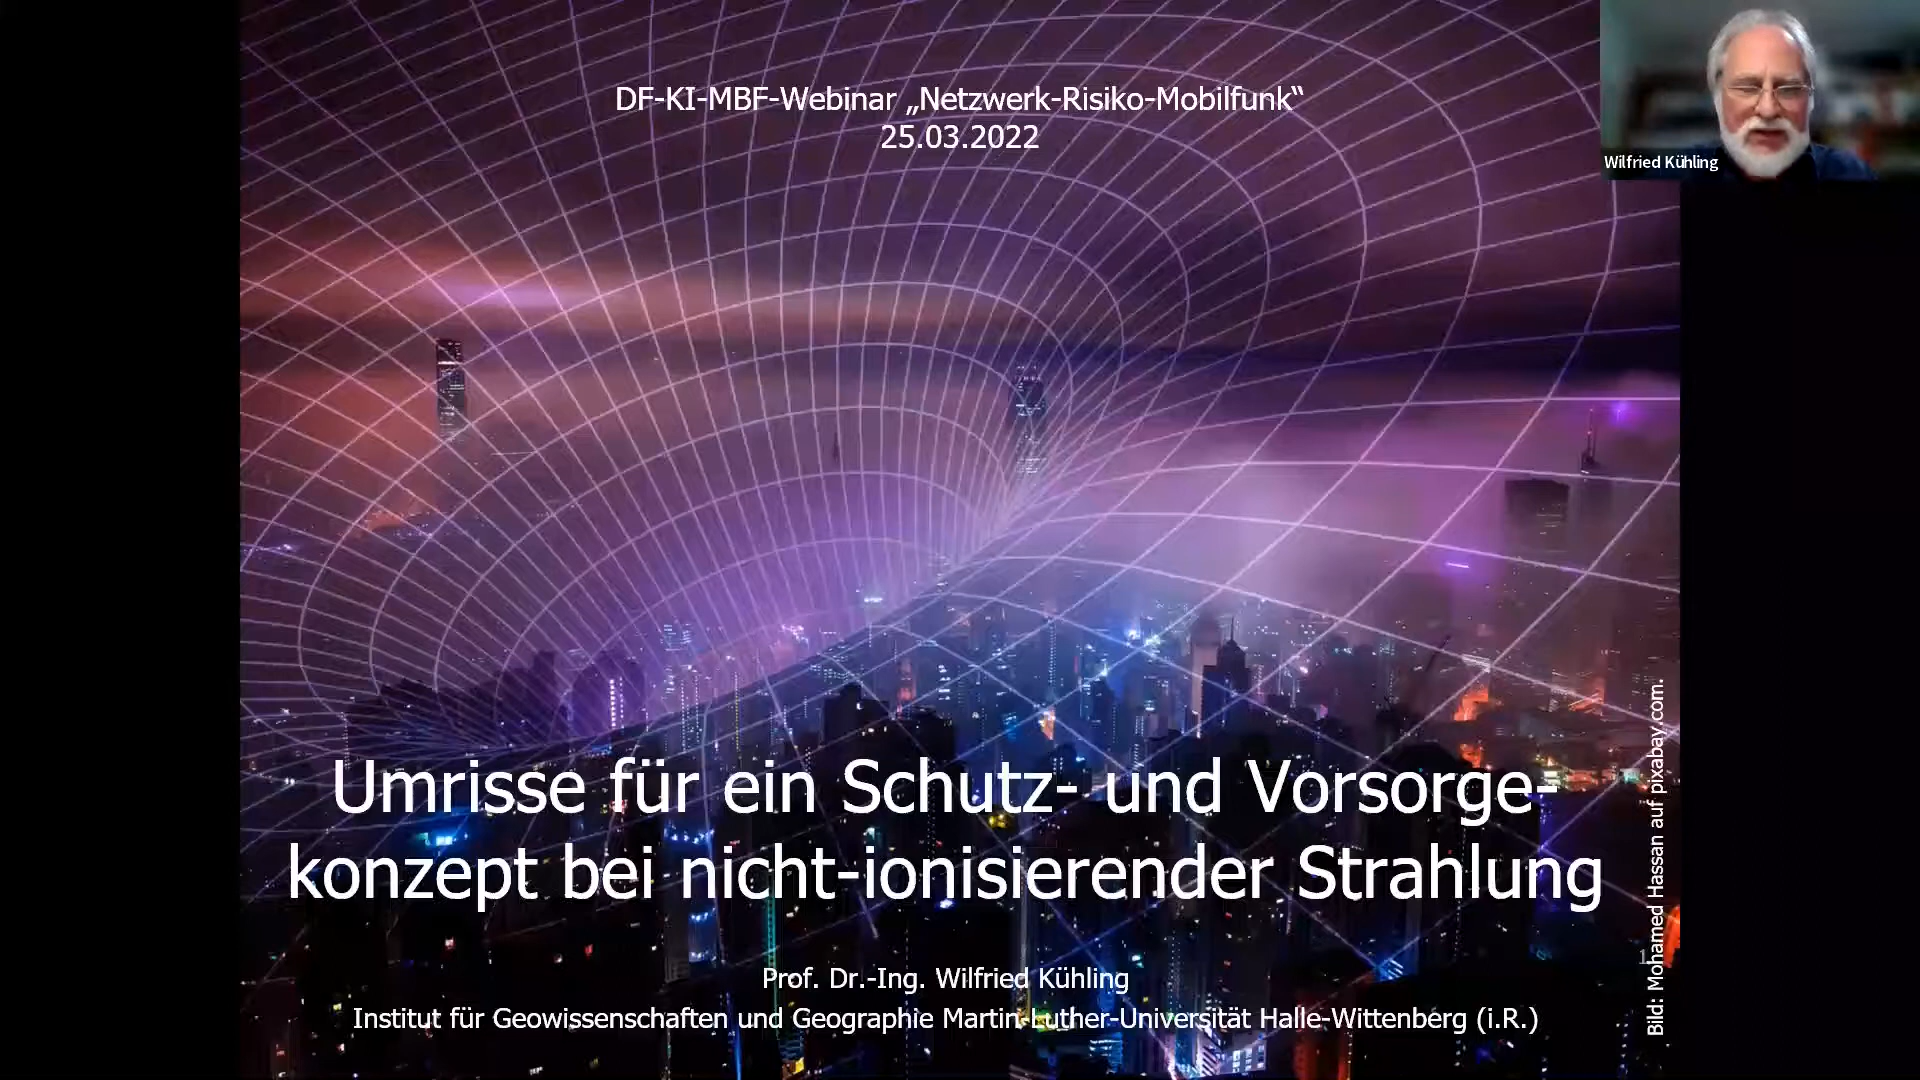 DF-KI-MBF-Webinar „Netzwerk-Risiko-Mobilfunk“
25.03.2022
Wilfried Kühling
Umrisse für ein Schutz- und Vorsorge-
konzept bei nicht-ionisierender Strahlung
Prof. Dr.-Ing. Wilfried Kühling
Institut für Geowissenschaften und Geographie Martin-Luther-Universität Halle-Wittenberg (i.R.)
Bild: Mohamed Hassan auf pixabay.com.
1